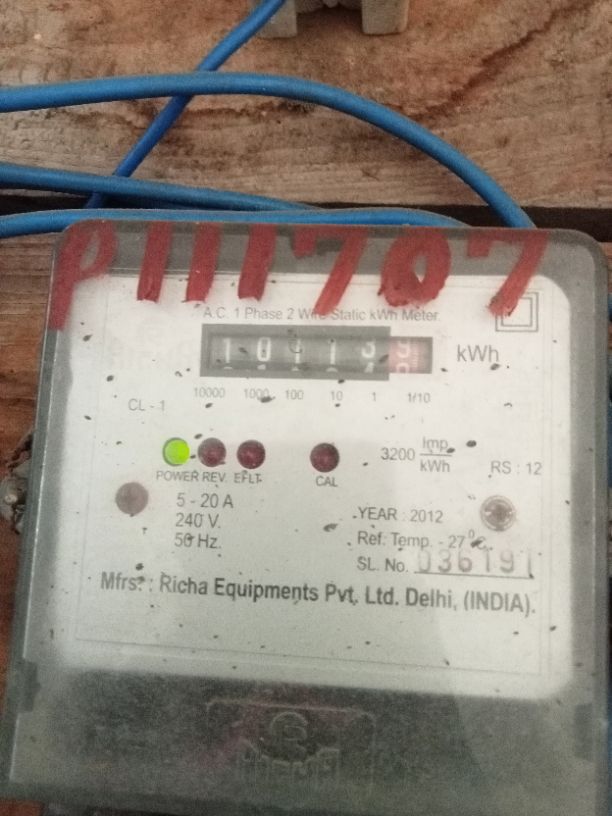 P111707
A.C. 1 Phase 2 Wire Static kWh Meter.
kWh
10000 1000 100 10 1 1/10
CL - 1
3200 Imp/kWh
RS : 12
POWER REV. EFLT. CAL
5 - 20 A
240 V.
50 Hz.
YEAR : 2012
Ref. Temp. - 27°C
SL. No. 036191
Mfrs. : Richa Equipments Pvt. Ltd. Delhi, (INDIA).